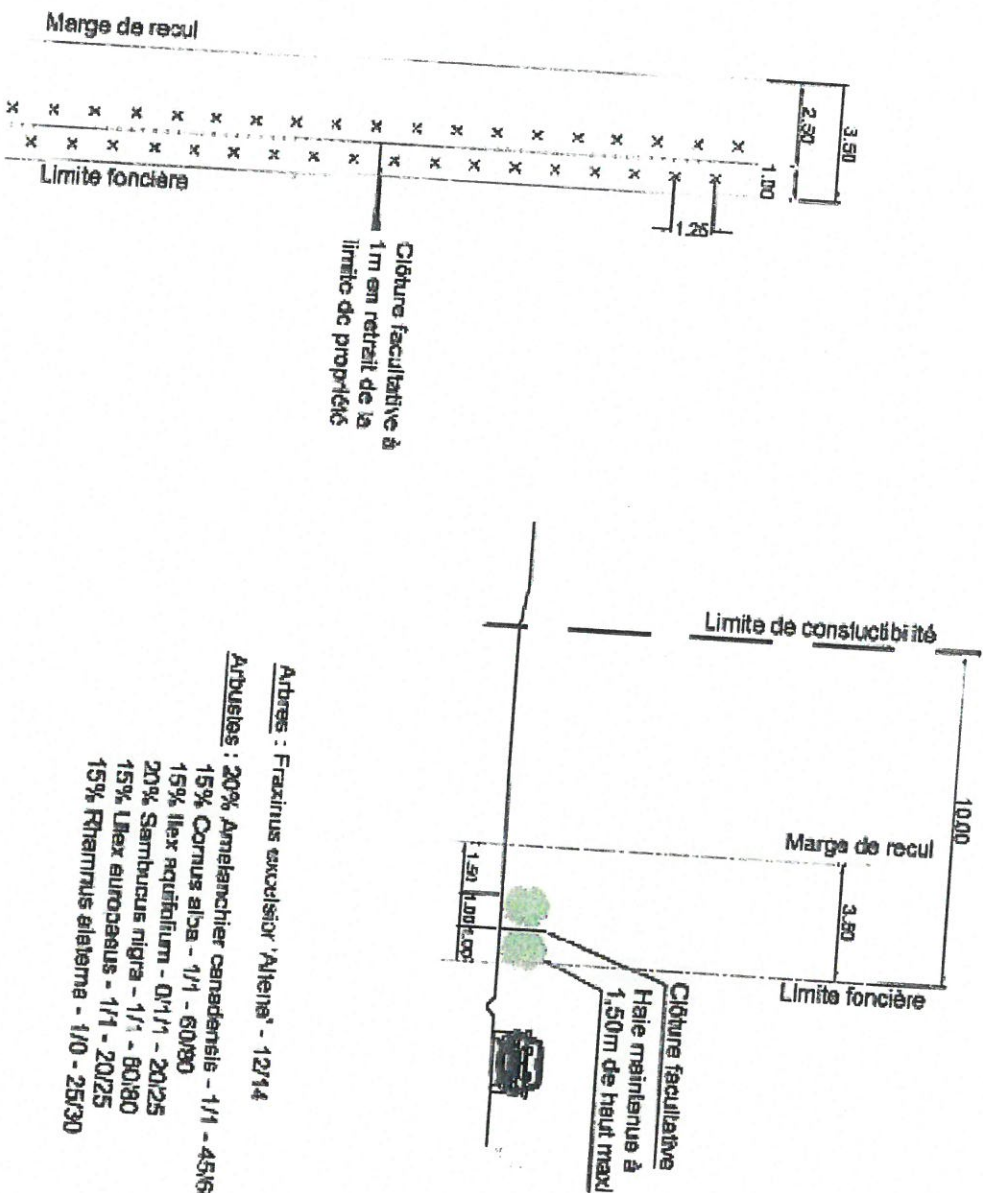 Marge de recul
3.50
2.50
1.00
1.25
Limite foncière
Clôture facultative à
1m en retrait de la
limite de propriété
Limite de constuctibilité
10.00
Marge de recul
3.50
Limite foncière
1.50 1.00 1.00
Clôture facultative
Haie maintenue à
1,50m de haut maxi
Arbres : Fraxinus excelsior 'Altena' - 12/14
Arbustes : 20% Amelanchier canadensis - 1/1 - 45/6
15% Cornus alba - 1/1 - 60/80
15% Ilex aquifolium - 0/1/1 - 20/25
20% Sambucus nigra - 1/1 - 60/80
15% Ulex europaeus - 1/1 - 20/25
15% Rhamnus alaterna - 1/0 - 25/30